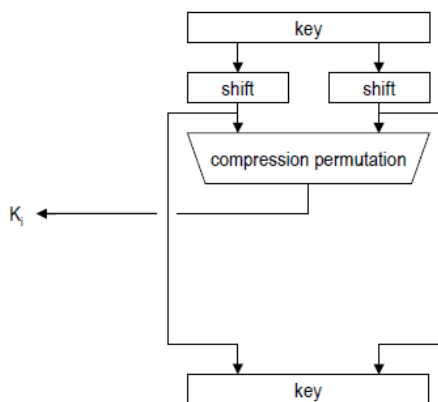 key
shift shift
compression permutation
Ki
key